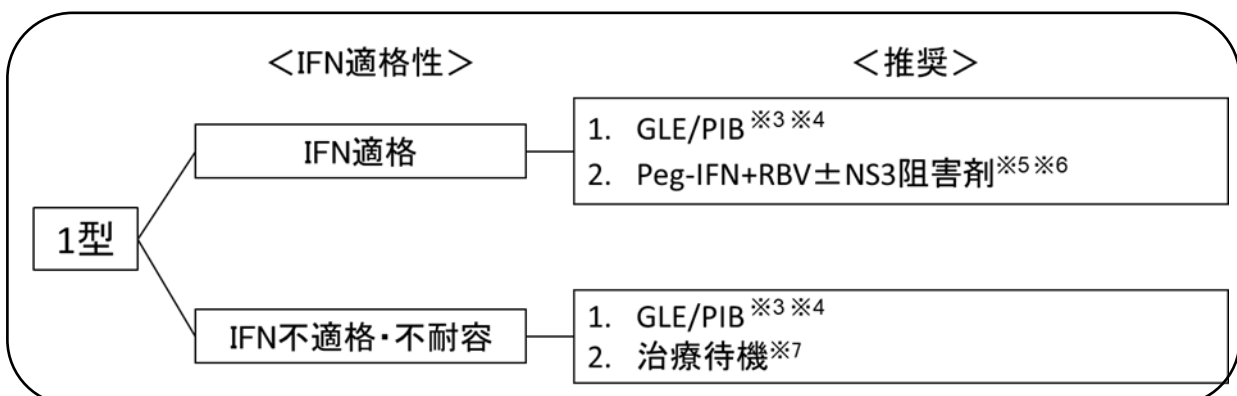 <IFN適格性>
<推奨>
1型
IFN適格
1. GLE/PIB※3 ※4
2. Peg-IFN+RBV±NS3阻害剤※5 ※6
IFN不適格・不耐容
1. GLE/PIB※3 ※4
2. 治療待機※7